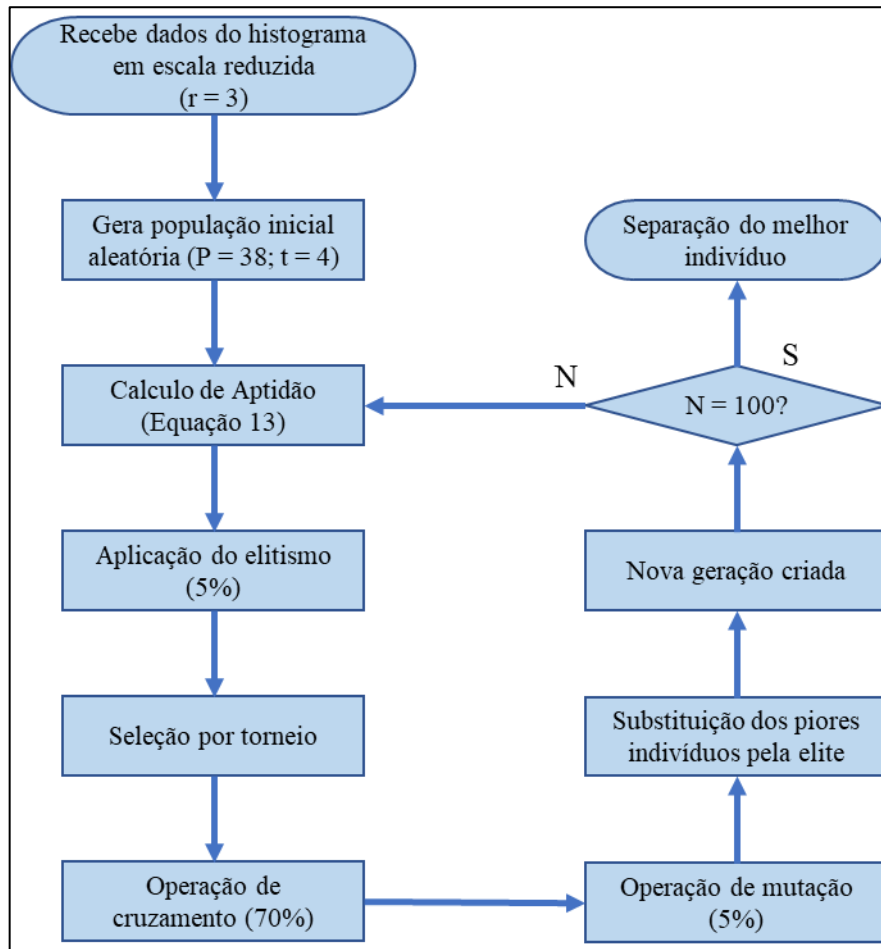 Recebe dados do histograma
em escala reduzida
(r = 3)
Gera população inicial
aleatória (P = 38; t = 4)
Calculo de Aptidão
(Equação 13)
Aplicação do elitismo
(5%)
Seleção por torneio
Operação de
cruzamento (70%)
Operação de mutação
(5%)
Substituição dos piores
indivíduos pela elite
Nova geração criada
N = 100?
N
S
Separação do melhor
indivíduo